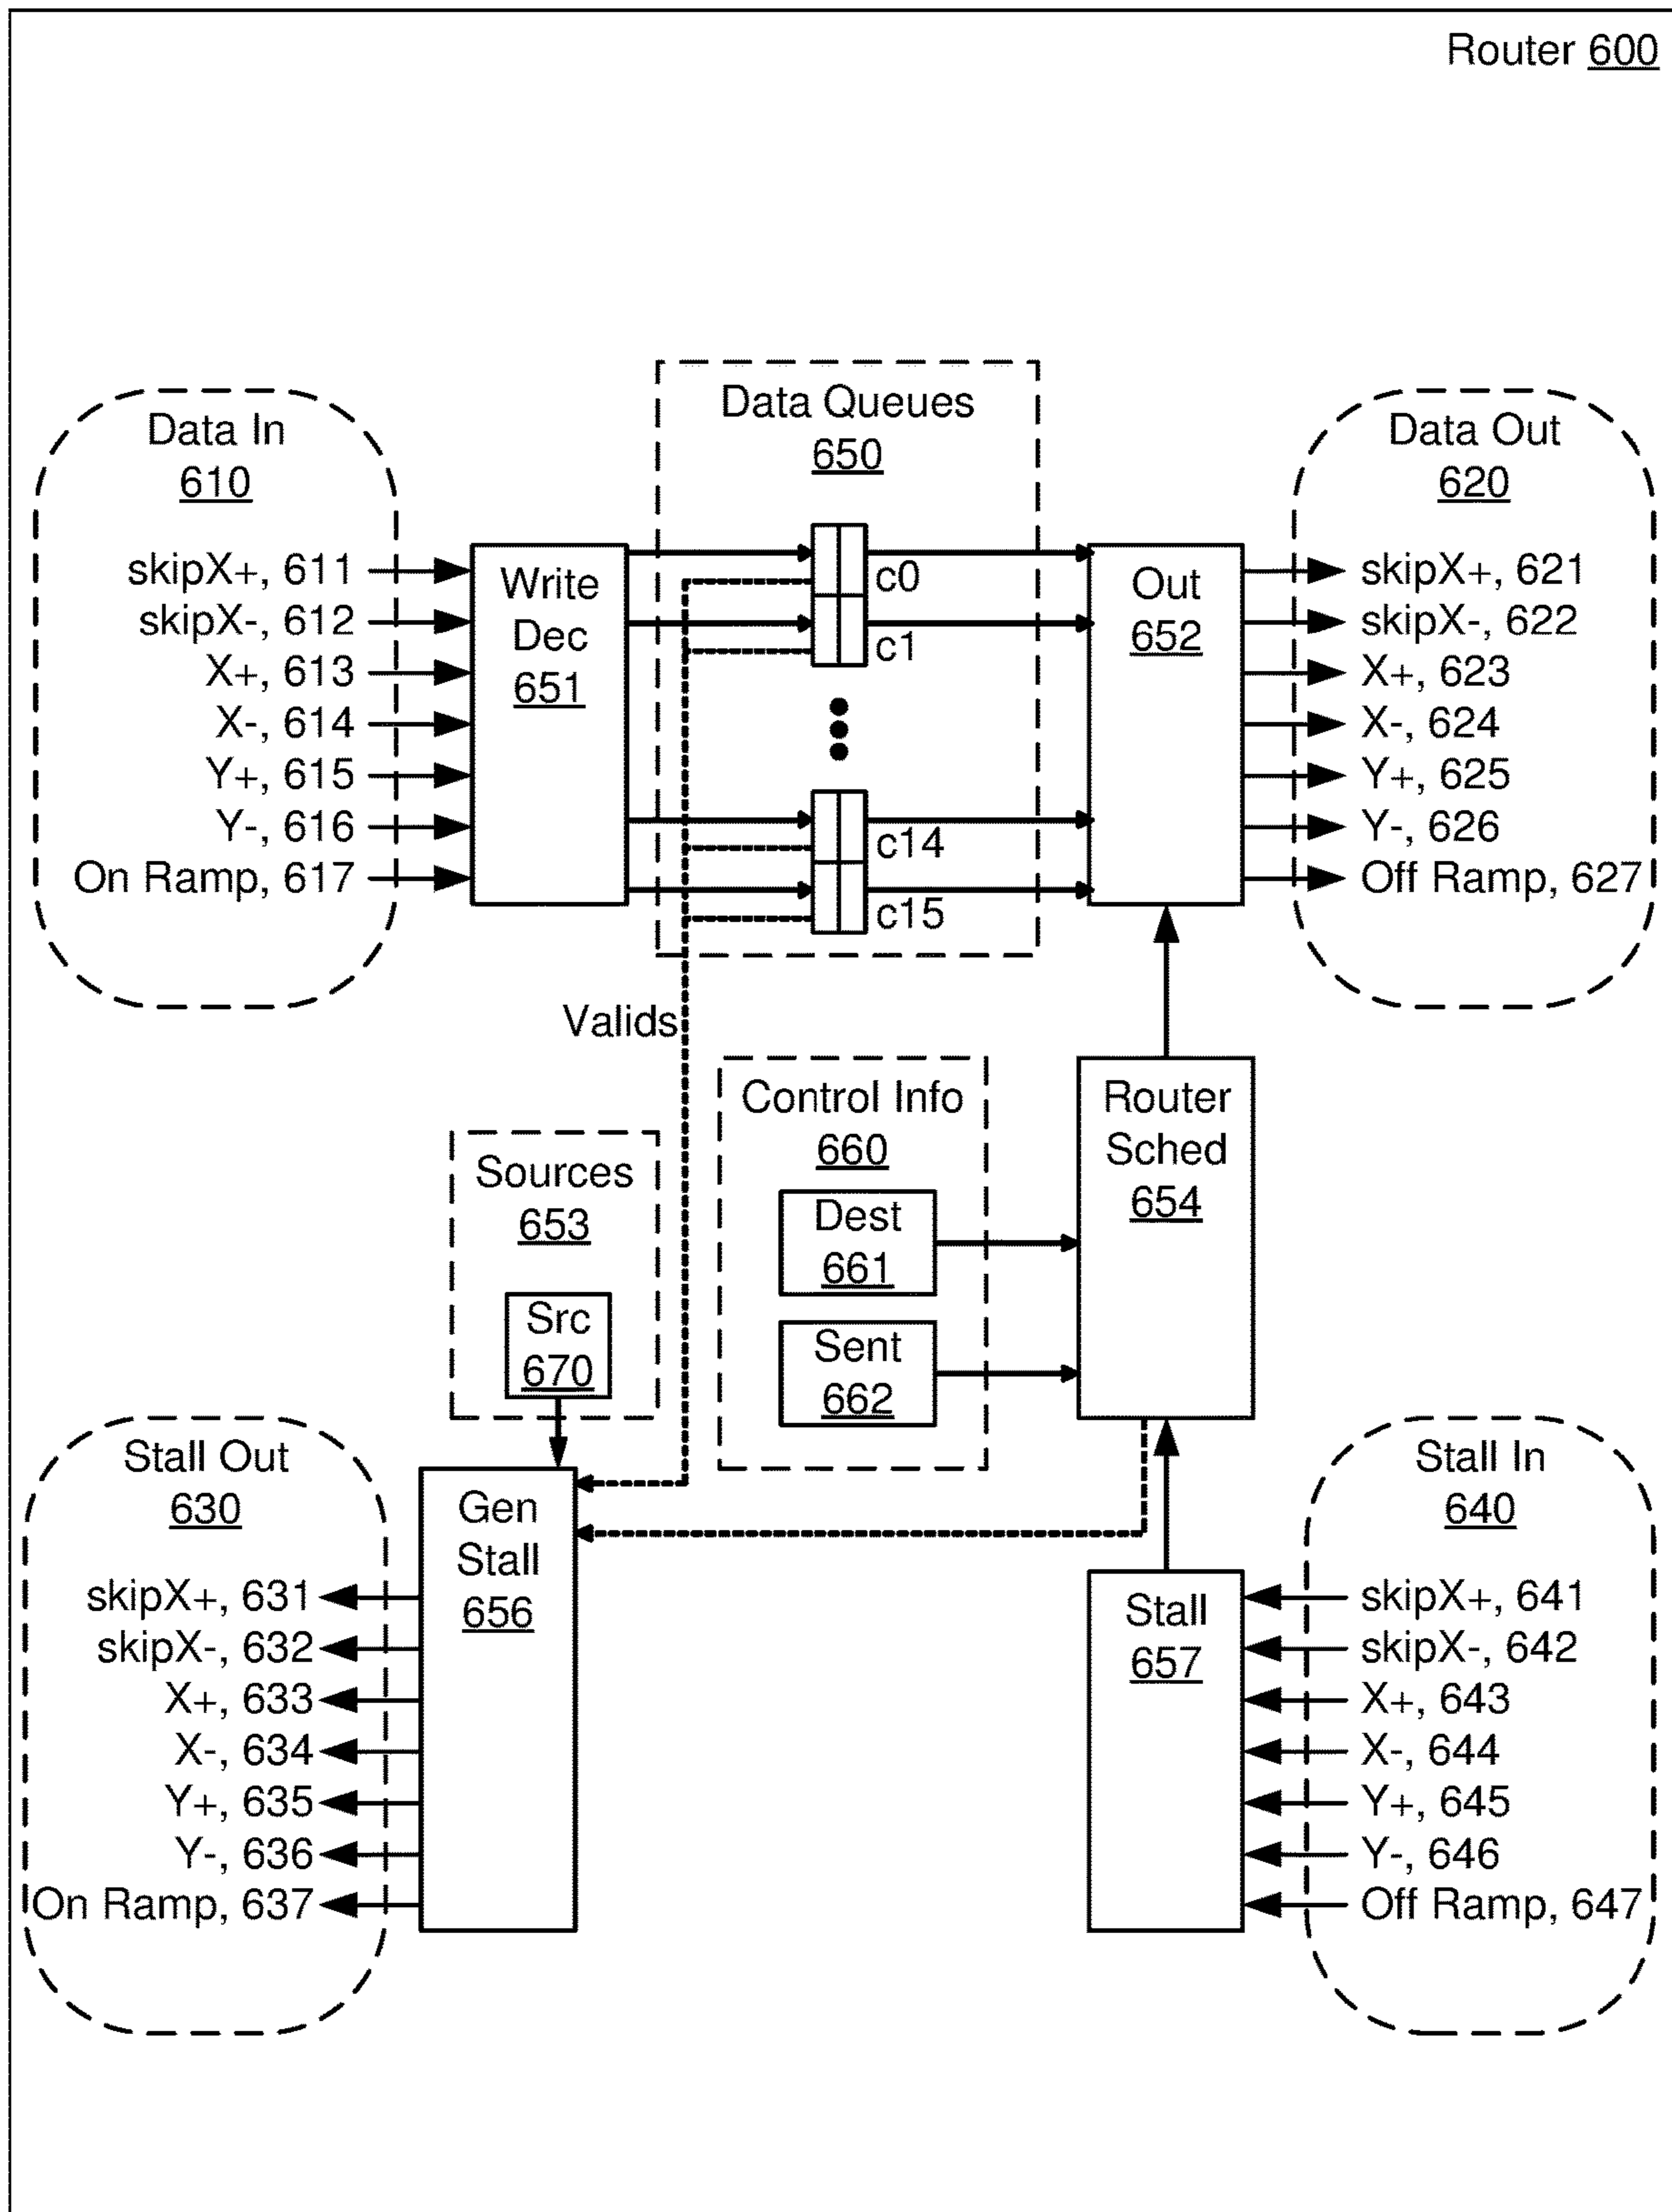 Router 600
Data In
610
skipX+, 611
skipX-, 612
X+, 613
X-, 614
Y+, 615
Y-, 616
On Ramp, 617
Write
Dec
651
Data Queues
650
c0
c1
c14
c15
Out
652
Data Out
620
skipX+, 621
skipX-, 622
X+, 623
X-, 624
Y+, 625
Y-, 626
Off Ramp, 627
Valids
Sources
653
Src
670
Control Info
660
Dest
661
Sent
662
Router
Sched
654
Stall Out
630
skipX+, 631
skipX-, 632
X+, 633
X-, 634
Y+, 635
Y-, 636
On Ramp, 637
Gen
Stall
656
Stall
657
Stall In
640
skipX+, 641
skipX-, 642
X+, 643
X-, 644
Y+, 645
Y-, 646
Off Ramp, 647